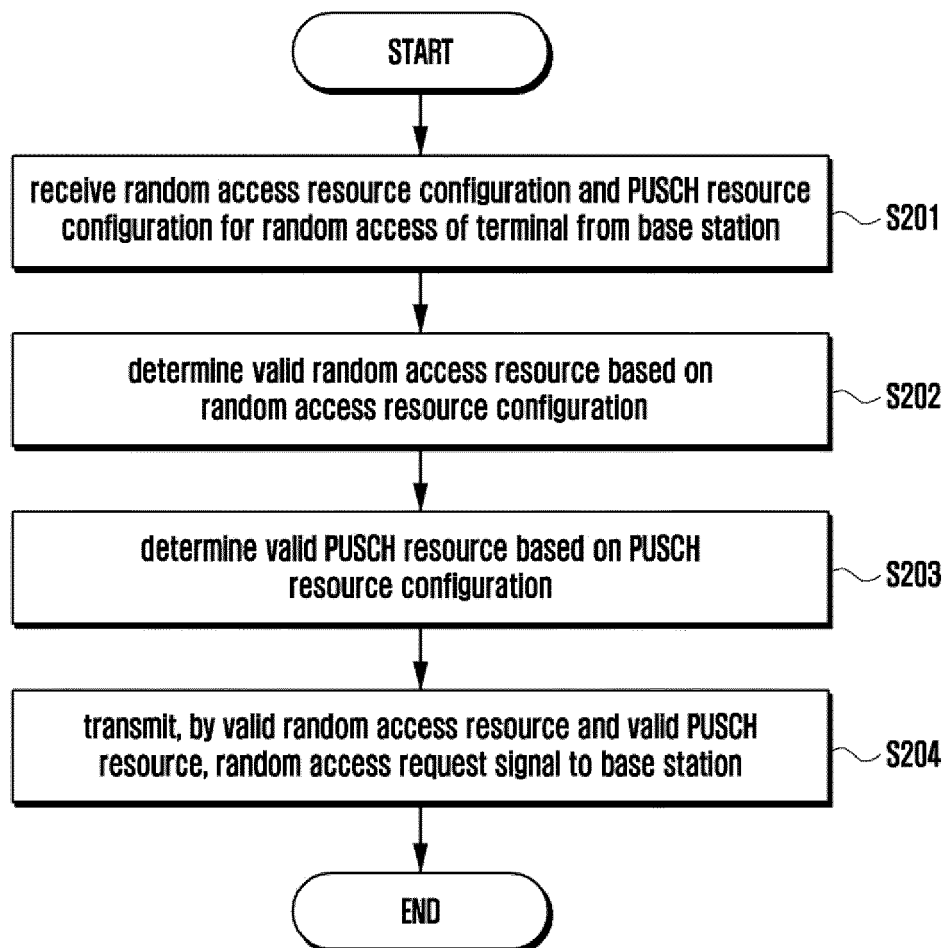 START
receive random access resource configuration and PUSCH resource
configuration for random access of terminal from base station
S201
determine valid random access resource based on
random access resource configuration
S202
determine valid PUSCH resource based on PUSCH
resource configuration
S203
transmit, by valid random access resource and valid PUSCH
resource, random access request signal to base station
S204
END